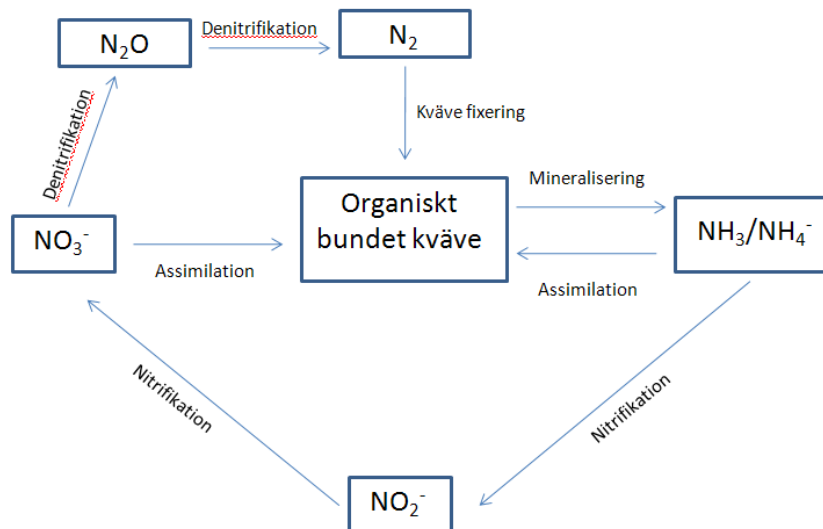 N₂O
Denitrifikation
N₂
Denitrifikation
Kväve fixering
Organiskt
bundet kväve
Mineralisering
NH₃/NH₄⁻
NO₃⁻
Assimilation
Assimilation
Nitrifikation
Nitrifikation
NO₂⁻